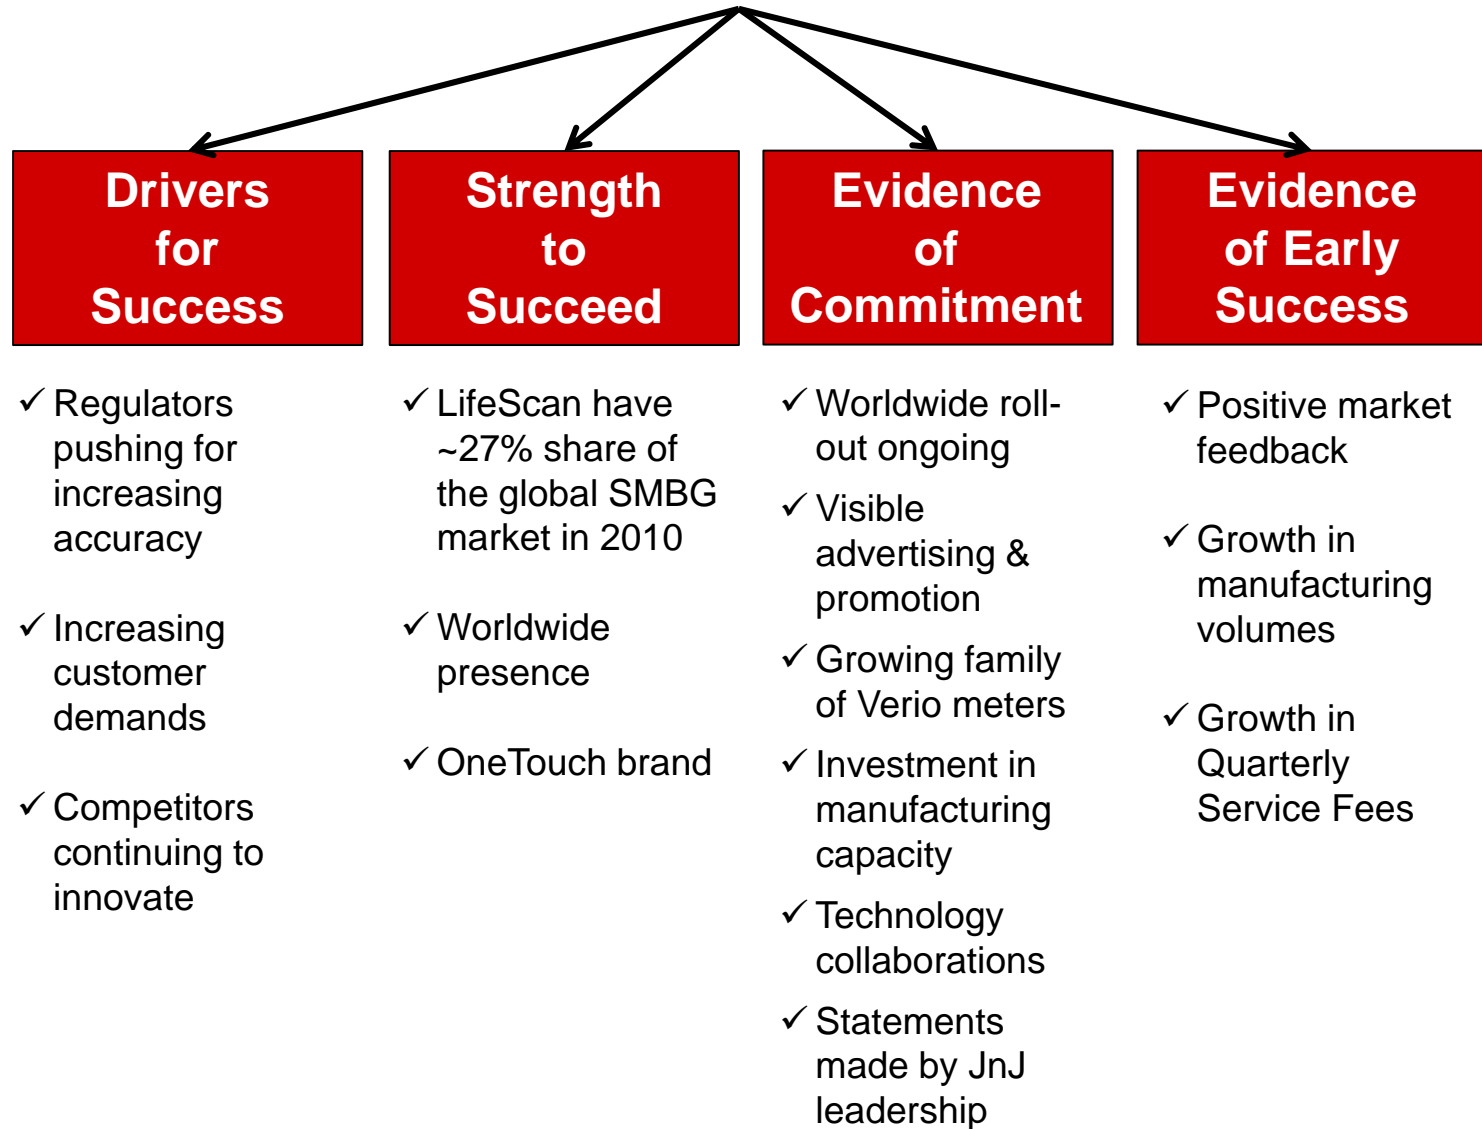 Drivers
for
Success
✓ Regulators
pushing for
increasing
accuracy
✓ Increasing
customer
demands
✓ Competitors
continuing to
innovate
Strength
to
Succeed
✓ LifeScan have
~27% share of
the global SMBG
market in 2010
✓ Worldwide
presence
✓ OneTouch brand
Evidence
of
Commitment
✓ Worldwide roll-
out ongoing
✓ Visible
advertising &
promotion
✓ Growing family
of Verio meters
✓ Investment in
manufacturing
capacity
✓ Technology
collaborations
✓ Statements
made by JnJ
leadership
Evidence
of Early
Success
✓ Positive market
feedback
✓ Growth in
manufacturing
volumes
✓ Growth in
Quarterly
Service Fees